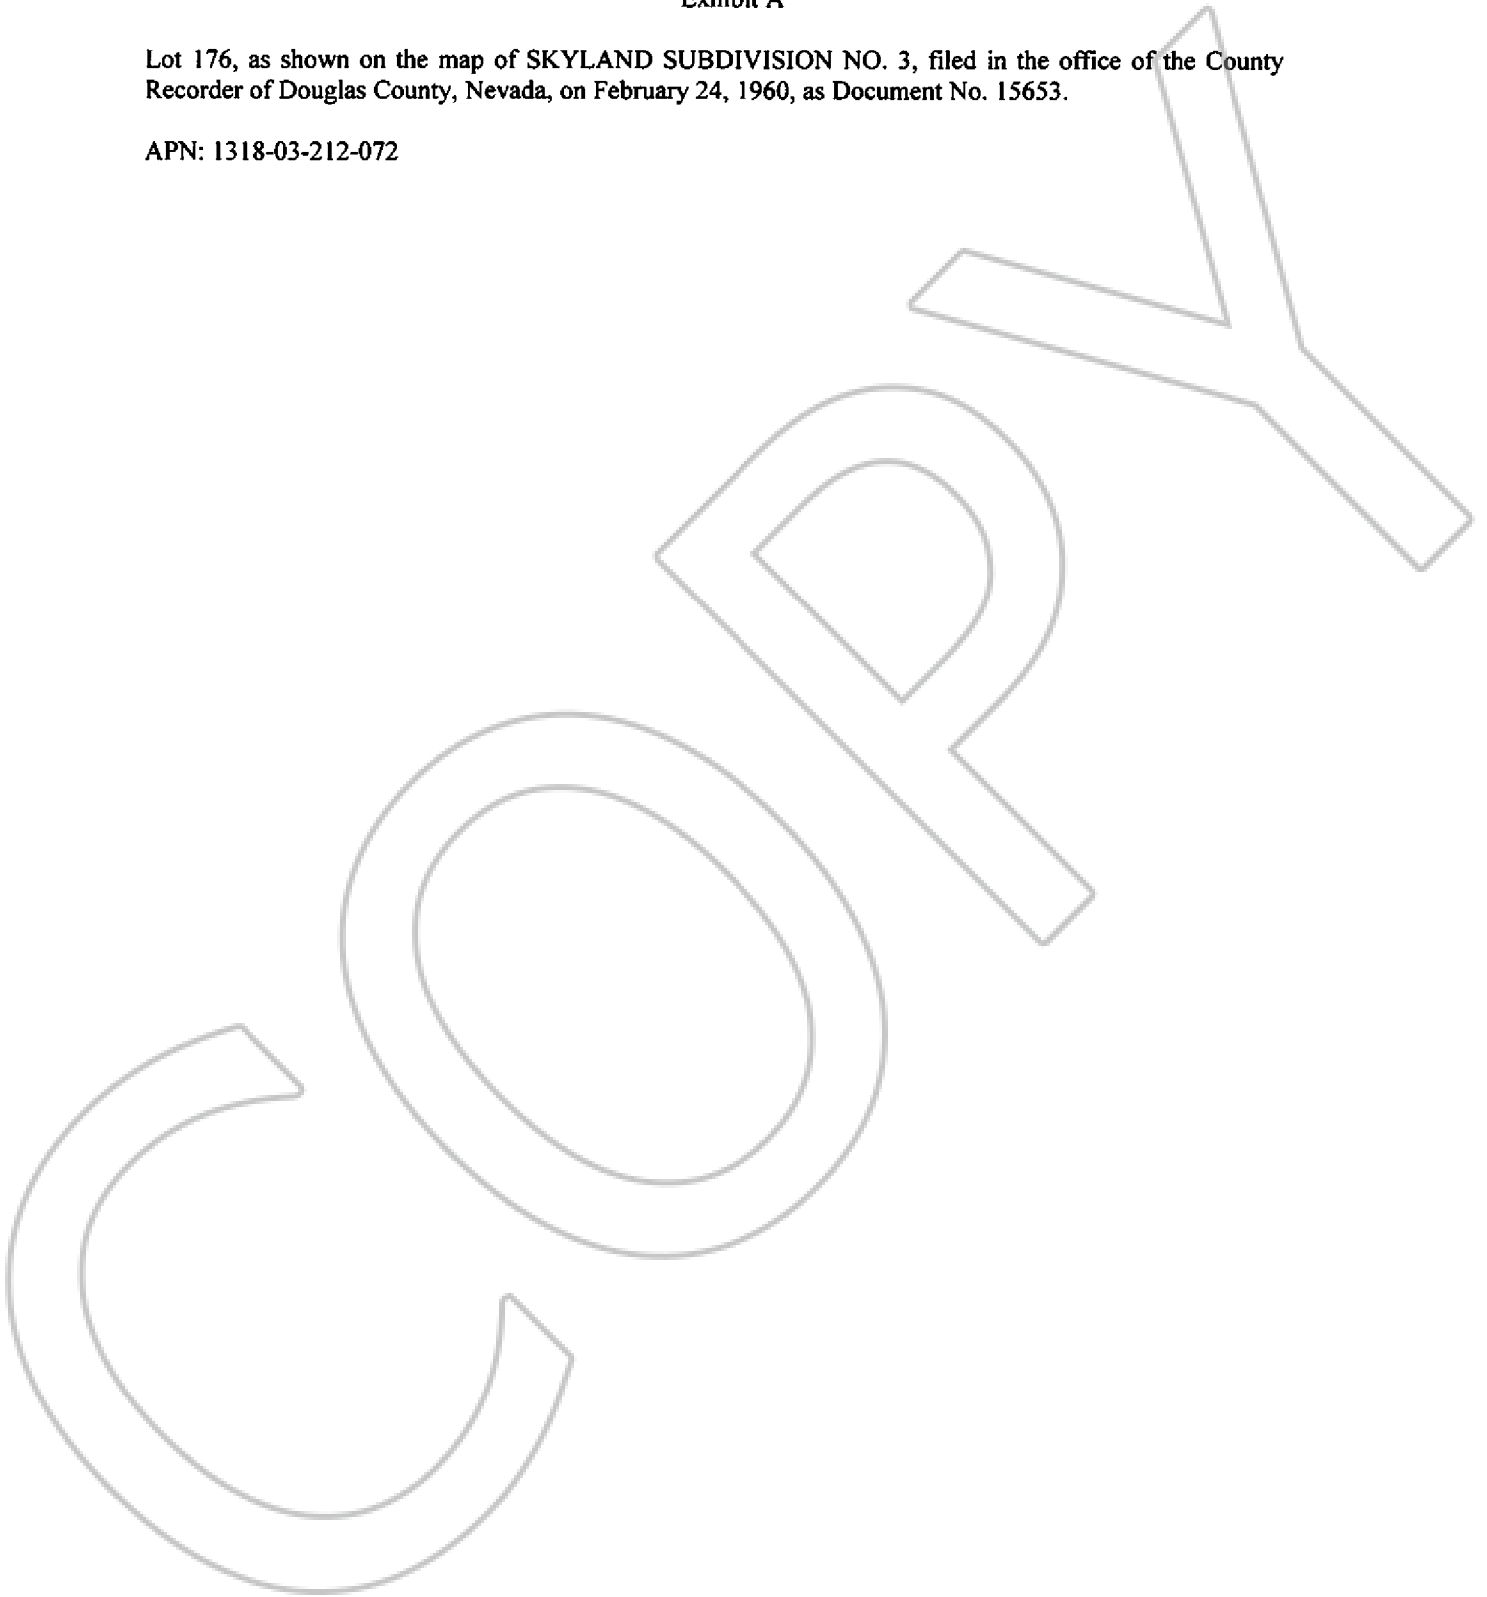 Exhibit A
Lot 176, as shown on the map of SKYLAND SUBDIVISION NO. 3, filed in the office of the County
Recorder of Douglas County, Nevada, on February 24, 1960, as Document No. 15653.
APN: 1318-03-212-072
COPY